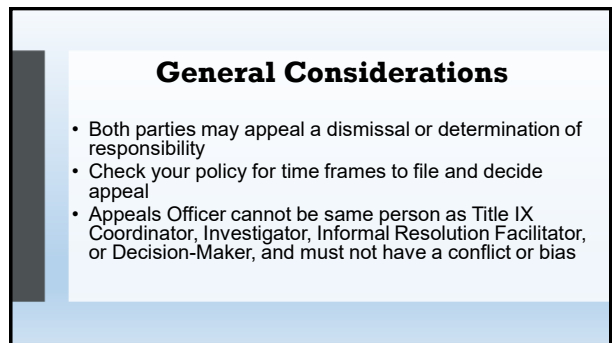 General Considerations
• Both parties may appeal a dismissal or determination of
responsibility
• Check your policy for time frames to file and decide
appeal
• Appeals Officer cannot be same person as Title IX
Coordinator, Investigator, Informal Resolution Facilitator,
or Decision-Maker, and must not have a conflict or bias